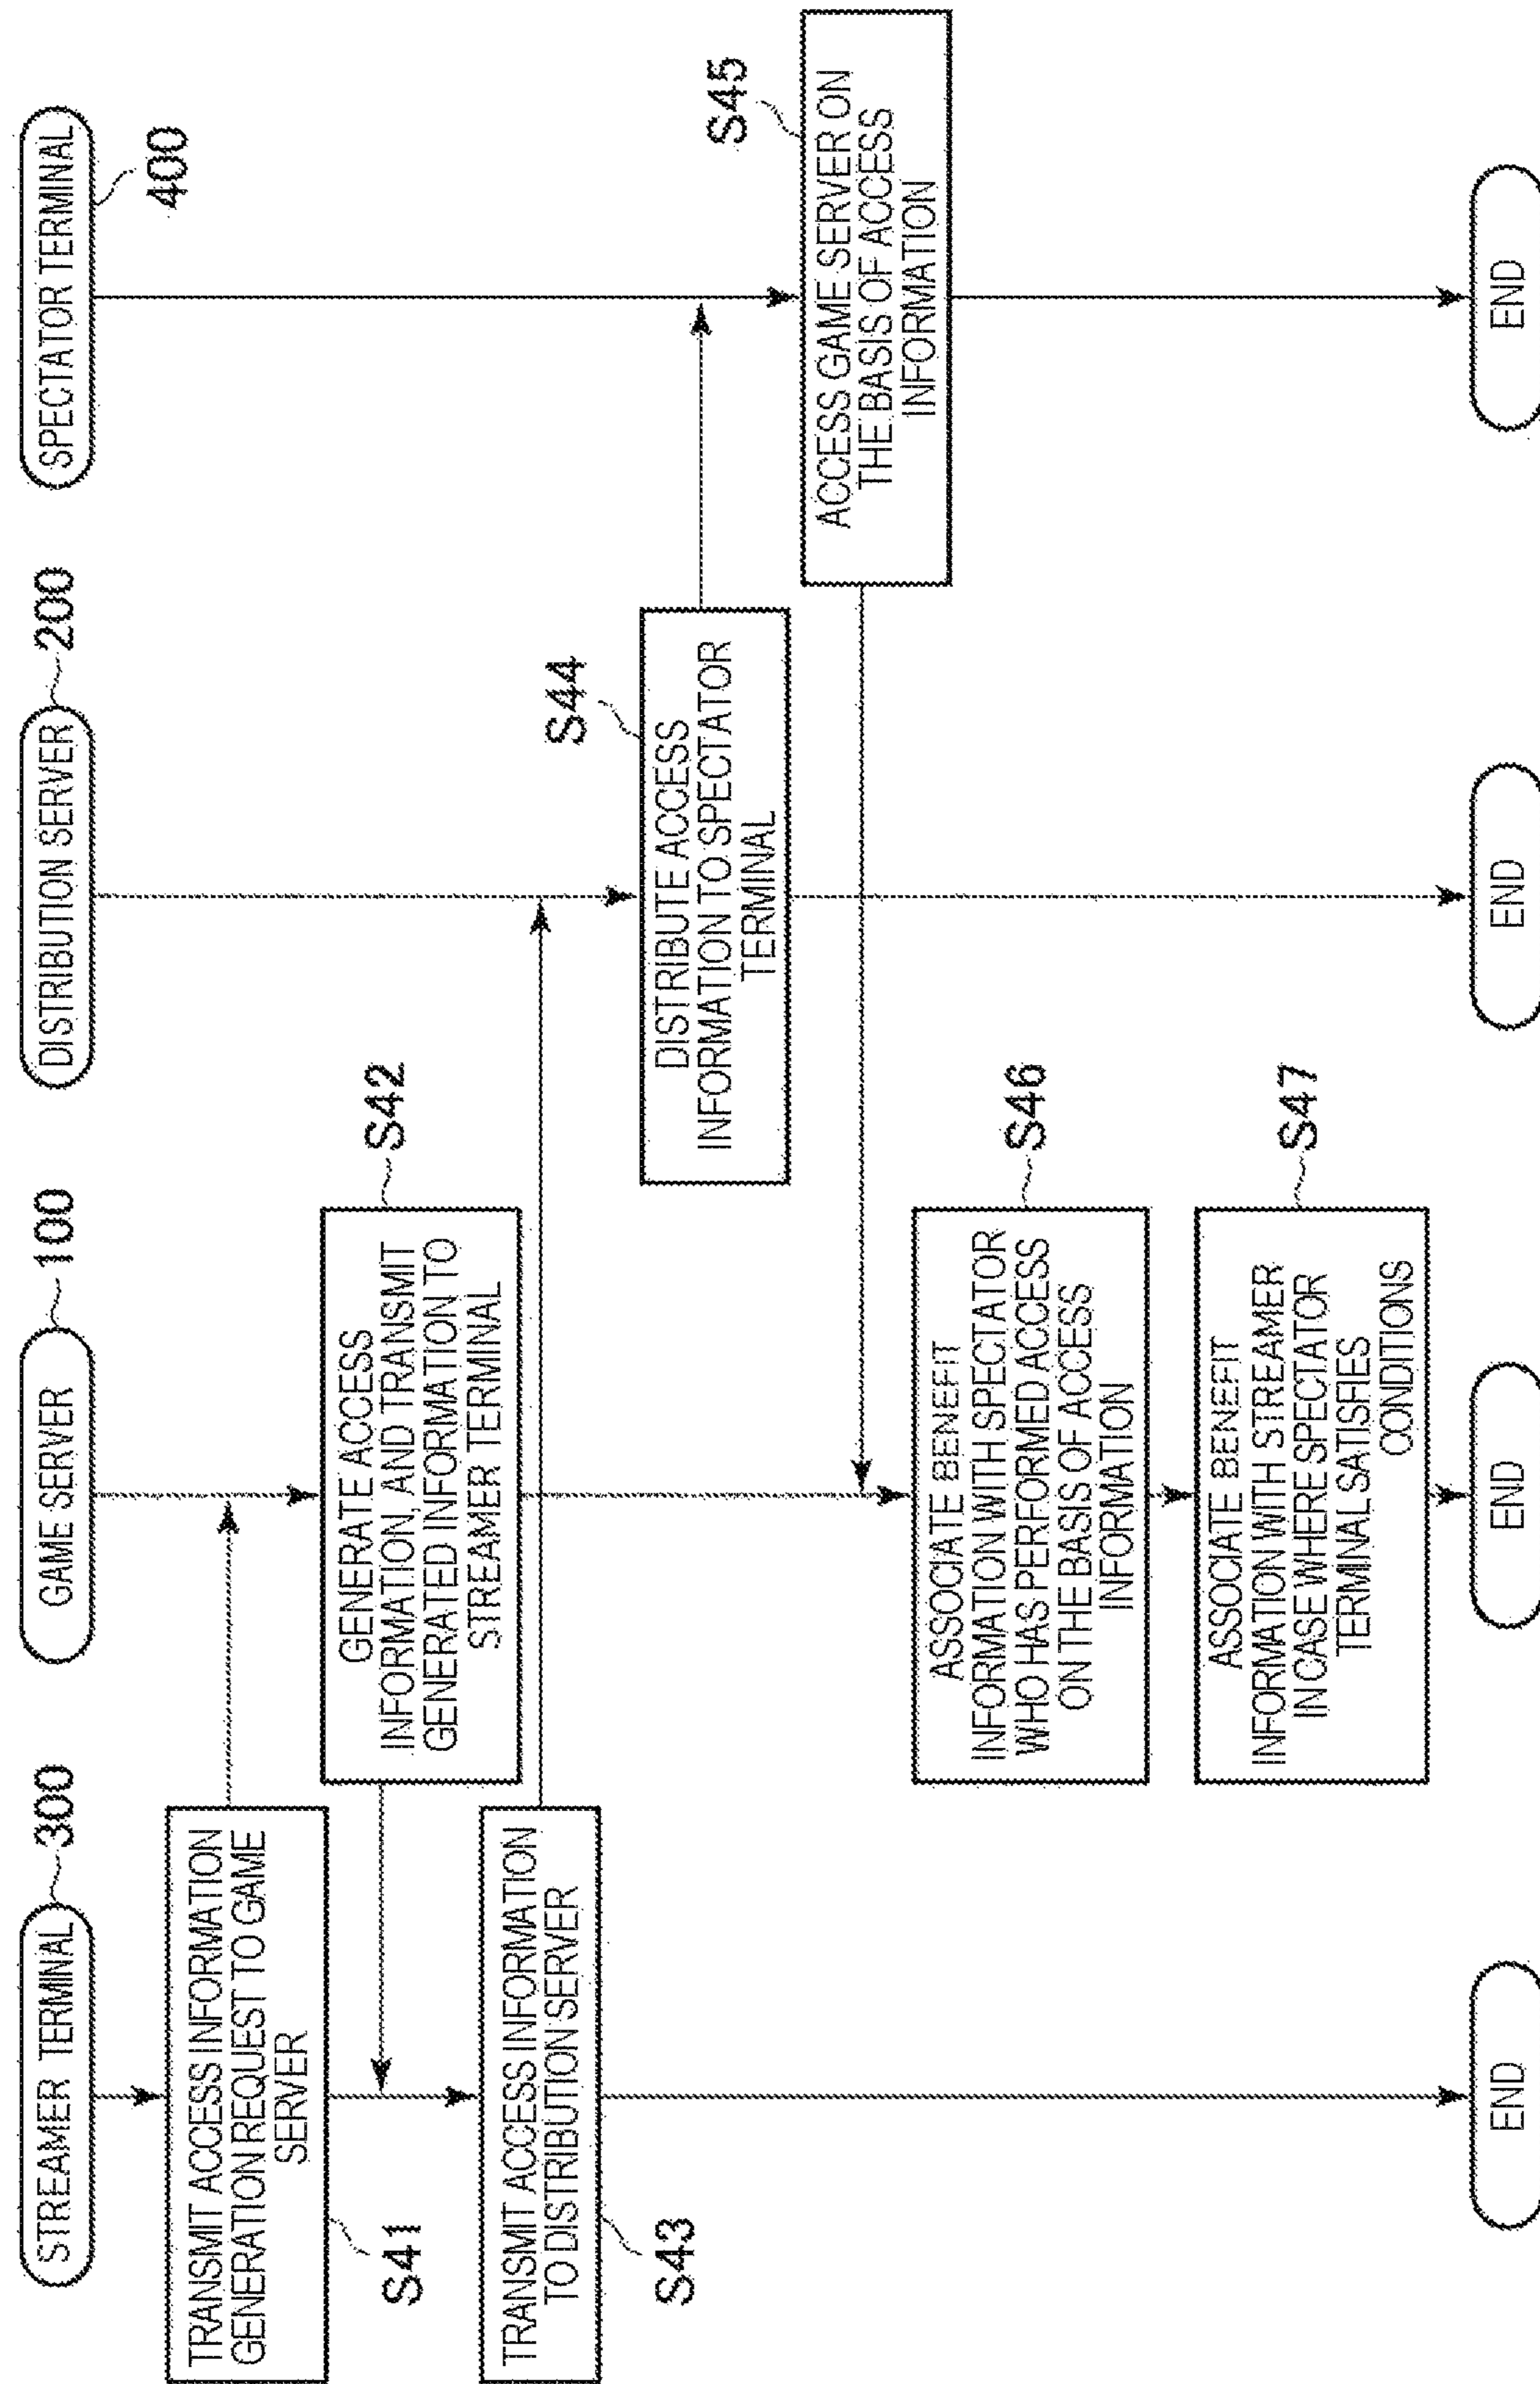 STREAMER TERMINAL
300
GAME SERVER
100
DISTRIBUTION SERVER
200
SPECTATOR TERMINAL
400
TRANSMIT ACCESS INFORMATION
GENERATION REQUEST TO GAME
SERVER
S41
GENERATE ACCESS
INFORMATION, AND TRANSMIT
GENERATED INFORMATION TO
STREAMER TERMINAL
S42
TRANSMIT ACCESS INFORMATION
TO DISTRIBUTION SERVER
S43
DISTRIBUTE ACCESS
INFORMATION TO SPECTATOR
TERMINAL
S44
ACCESS GAME SERVER ON
THE BASIS OF ACCESS
INFORMATION
S45
ASSOCIATE BENEFIT
INFORMATION WITH SPECTATOR
WHO HAS PERFORMED ACCESS
ON THE BASIS OF ACCESS
INFORMATION
S46
ASSOCIATE BENEFIT
INFORMATION WITH STREAMER
IN CASE WHERE SPECTATOR
TERMINAL SATISFIES
CONDITIONS
S47
END
END
END
END